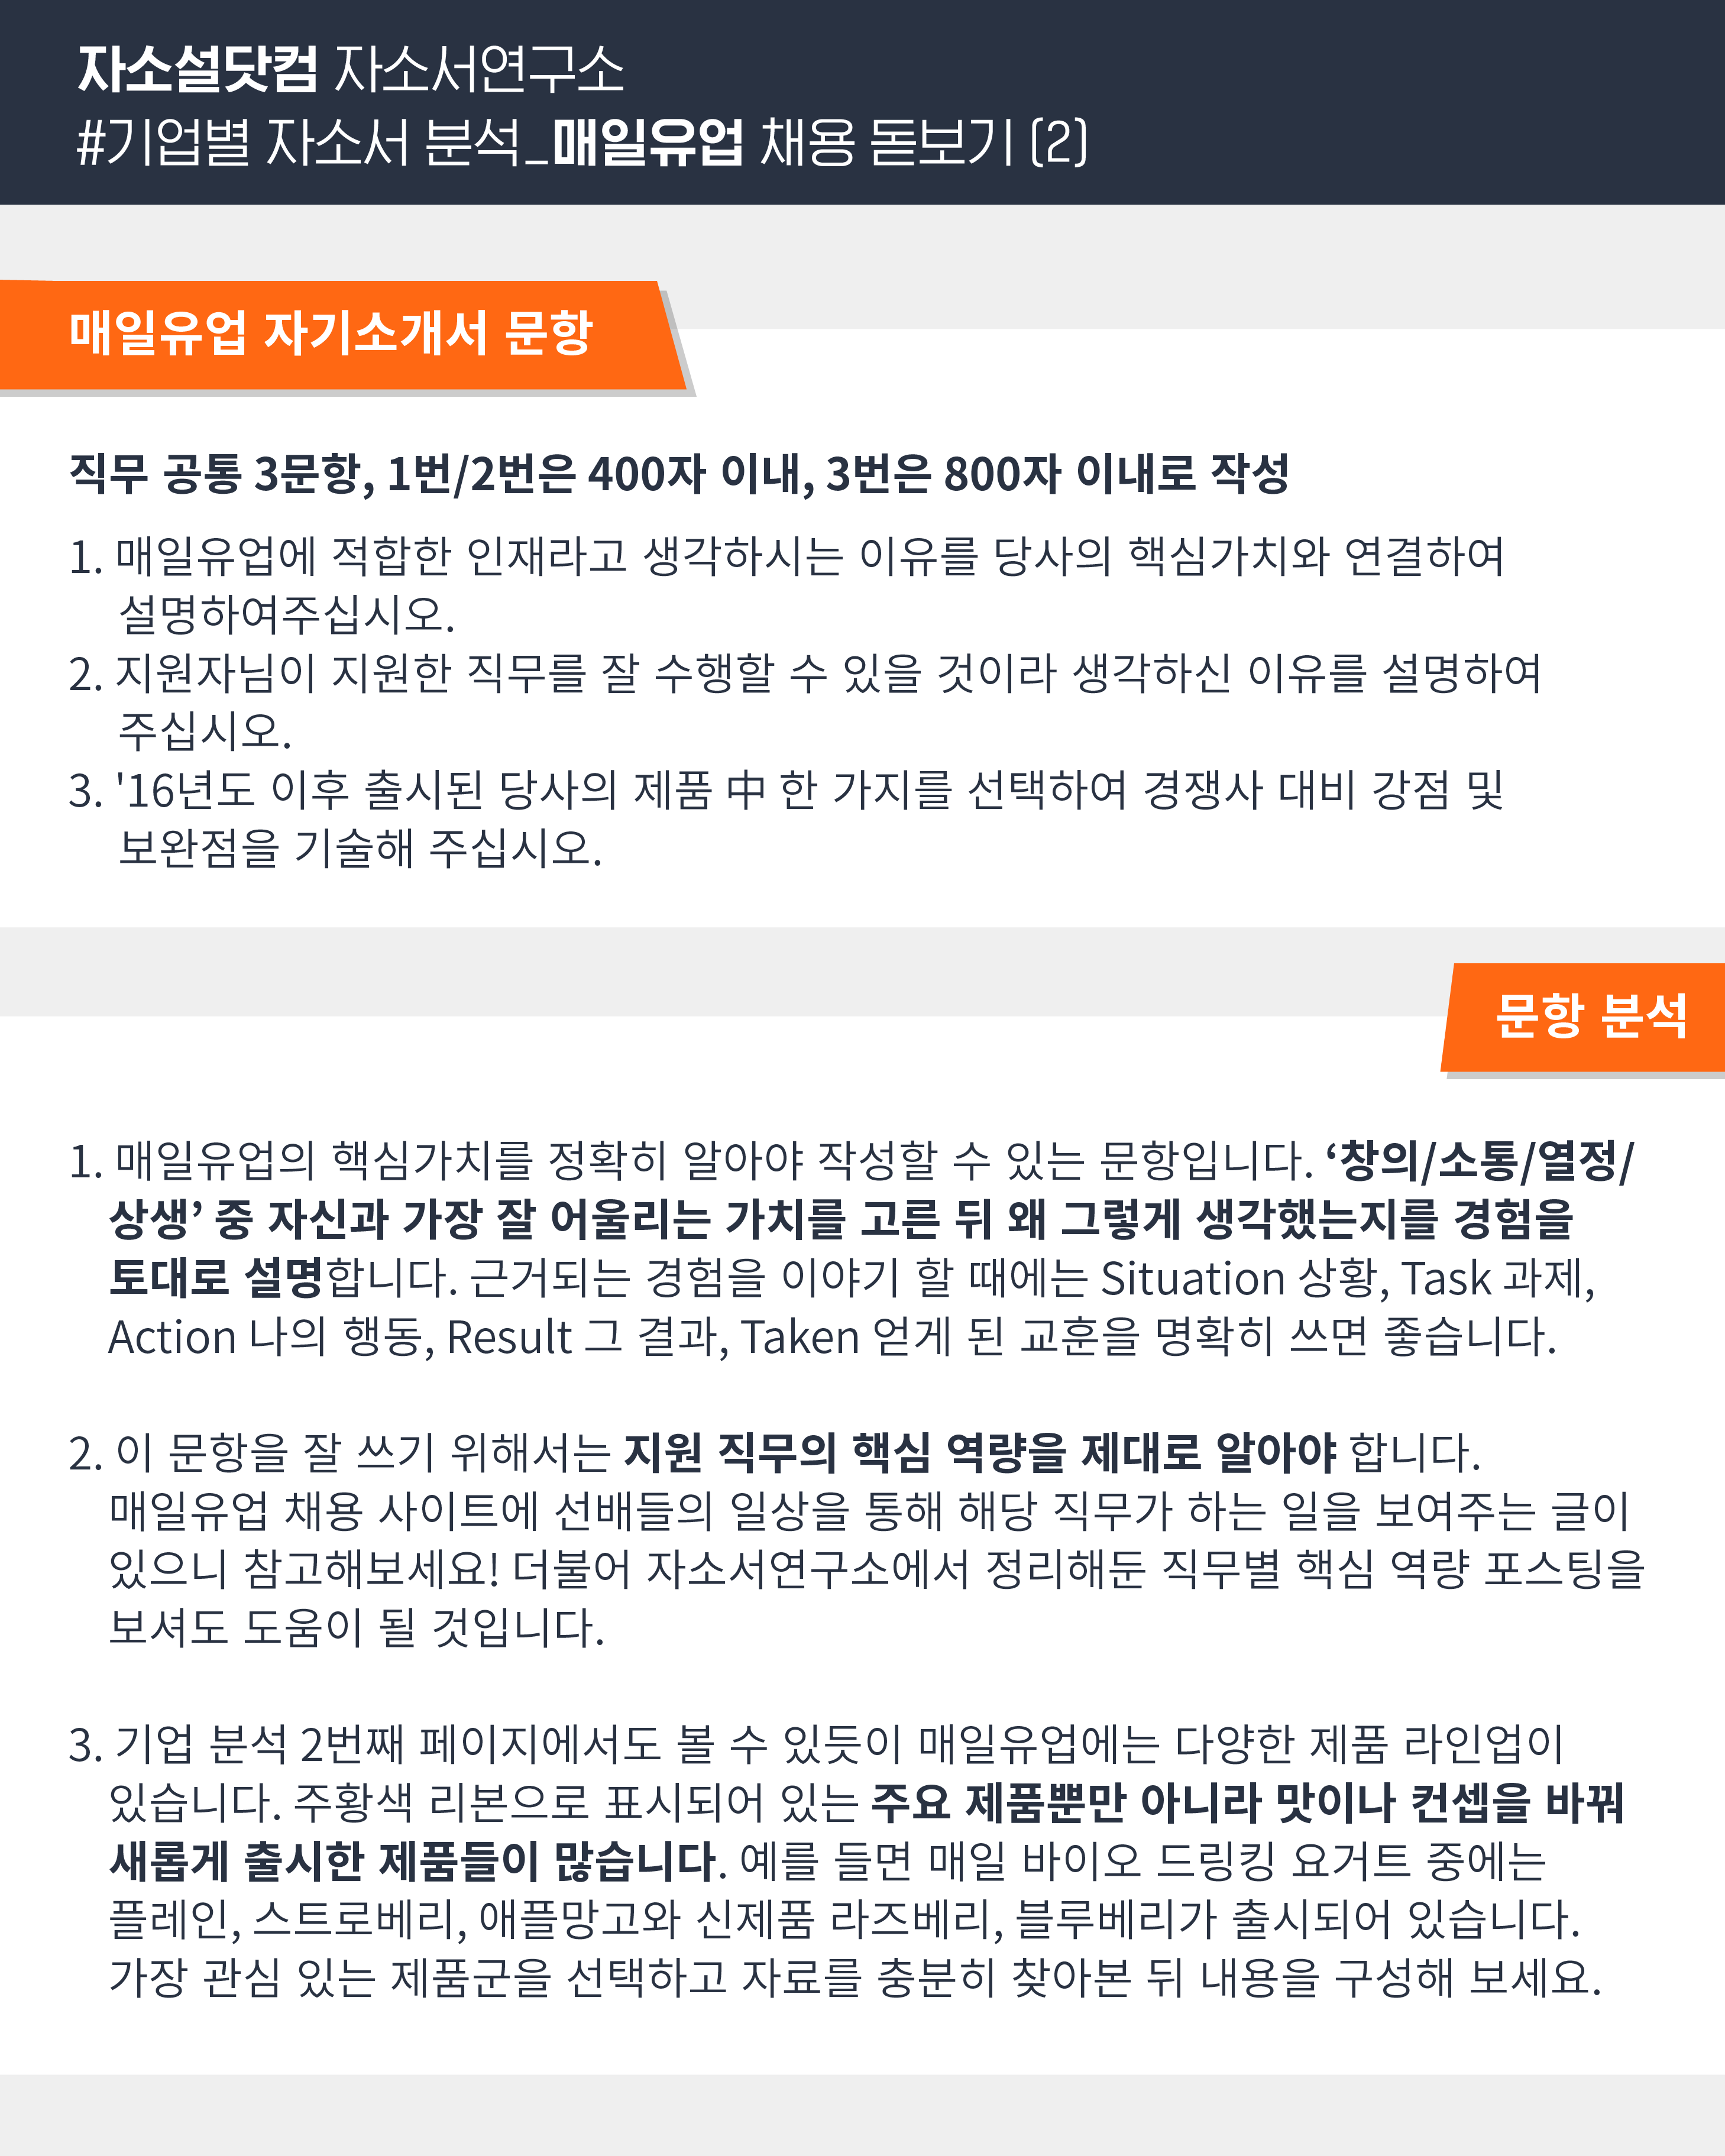 자소설닷컴 자소서연구소
#기업별 자소서 분석_매일유업 채용 돋보기 (2)
매일유업 자기소개서 문항
직무 공통 3문항, 1번/2번은 400자 이내, 3번은 800자 이내로 작성
1. 매일유업에 적합한 인재라고 생각하시는 이유를 당사의 핵심가치와 연결하여
설명하여주십시오.
2. 지원자님이 지원한 직무를 잘 수행할 수 있을 것이라 생각하신 이유를 설명하여
주십시오.
3. '16년도 이후 출시된 당사의 제품 中 한 가지를 선택하여 경쟁사 대비 강점 및
보완점을 기술해 주십시오.
문항 분석
1. 매일유업의 핵심가치를 정확히 알아야 작성할 수 있는 문항입니다. ‘창의/소통/열정/
상생’ 중 자신과 가장 잘 어울리는 가치를 고른 뒤 왜 그렇게 생각했는지를 경험을
토대로 설명합니다. 근거되는 경험을 이야기 할 때에는 Situation 상황, Task 과제,
Action 나의 행동, Result 그 결과, Taken 얻게 된 교훈을 명확히 쓰면 좋습니다.
2. 이 문항을 잘 쓰기 위해서는 지원 직무의 핵심 역량을 제대로 알아야 합니다.
매일유업 채용 사이트에 선배들의 일상을 통해 해당 직무가 하는 일을 보여주는 글이
있으니 참고해보세요! 더불어 자소서연구소에서 정리해둔 직무별 핵심 역량 포스팅을
보셔도 도움이 될 것입니다.
3. 기업 분석 2번째 페이지에서도 볼 수 있듯이 매일유업에는 다양한 제품 라인업이
있습니다. 주황색 리본으로 표시되어 있는 주요 제품뿐만 아니라 맛이나 컨셉을 바꿔
새롭게 출시한 제품들이 많습니다. 예를 들면 매일 바이오 드링킹 요거트 중에는
플레인, 스트로베리, 애플망고와 신제품 라즈베리, 블루베리가 출시되어 있습니다.
가장 관심 있는 제품군을 선택하고 자료를 충분히 찾아본 뒤 내용을 구성해 보세요.